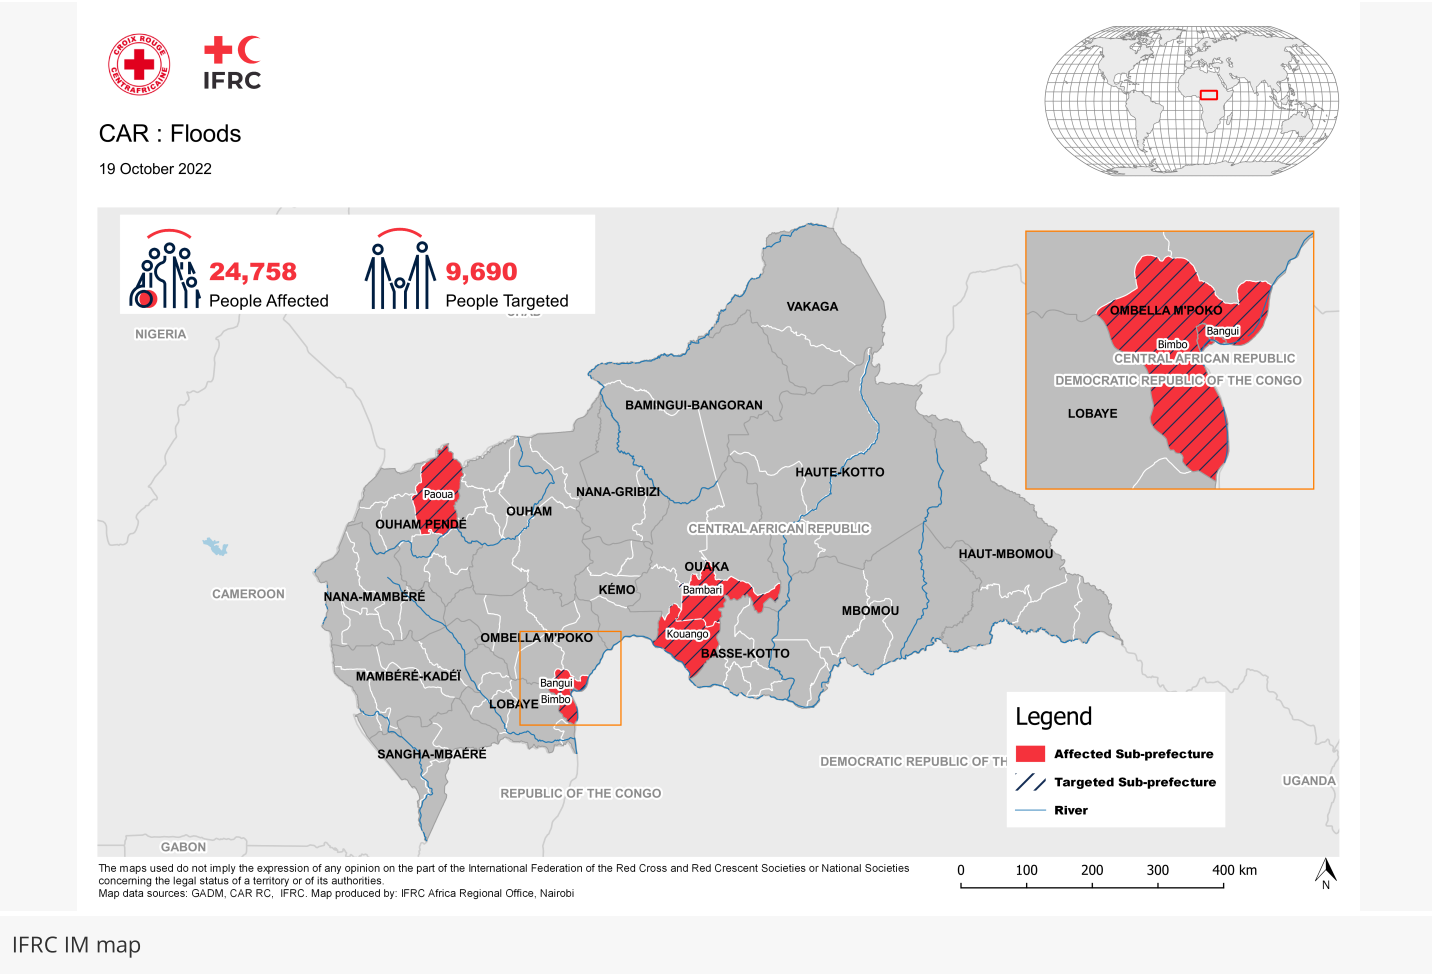 CROIX ROUGE
CENTRAFRICAINE
IFRC
CAR : Floods
19 October 2022
24,758
People Affected
9,690
People Targeted
NIGERIA
VAKAGA
BAMINGUI-BANGORAN
HAUTE-KOTTO
NANA-GRIBIZI
Paoua
OUHAM
OUHAM PENDÉ
CENTRAL AFRICAN REPUBLIC
HAUT-MBOMOU
OUAKA
CAMEROON
NANA-MAMBÉRÉ
KÉMO
Bambari
MBOMOU
OMBELLA M'POKO
Kouango
BASSE-KOTTO
MAMBÉRÉ-KADÉÏ
Bangui
Bimbo
LOBAYE
SANGHA-MBAÉRÉ
DEMOCRATIC REPUBLIC OF TH
REPUBLIC OF THE CONGO
UGANDA
GABON
OMBELLA M'POKO
Bangui
Bimbo
CENTRAL AFRICAN REPUBLIC
DEMOCRATIC REPUBLIC OF THE CONGO
LOBAYE
Legend
Affected Sub-prefecture
Targeted Sub-prefecture
River
The maps used do not imply the expression of any opinion on the part of the International Federation of the Red Cross and Red Crescent Societies or National Societies
concerning the legal status of a territory or of its authorities.
Map data sources: GADM, CAR RC, IFRC. Map produced by: IFRC Africa Regional Office, Nairobi
0 100 200 300 400 km
N
IFRC IM map